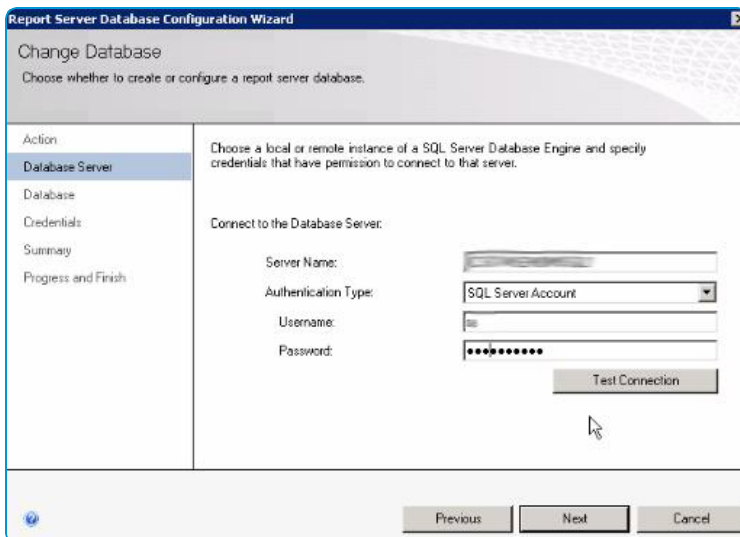 Report Server Database Configuration Wizard
Change Database
Choose whether to create or configure a report server database.
Action
Database Server
Database
Credentials
Summary
Progress and Finish
Choose a local or remote instance of a SQL Server Database Engine and specify
credentials that have permission to connect to that server.
Connect to the Database Server:
Server Name:
Authentication Type:
SQL Server Account
Username:
Password:
●●●●●●●●●●
Test Connection
Previous
Next
Cancel